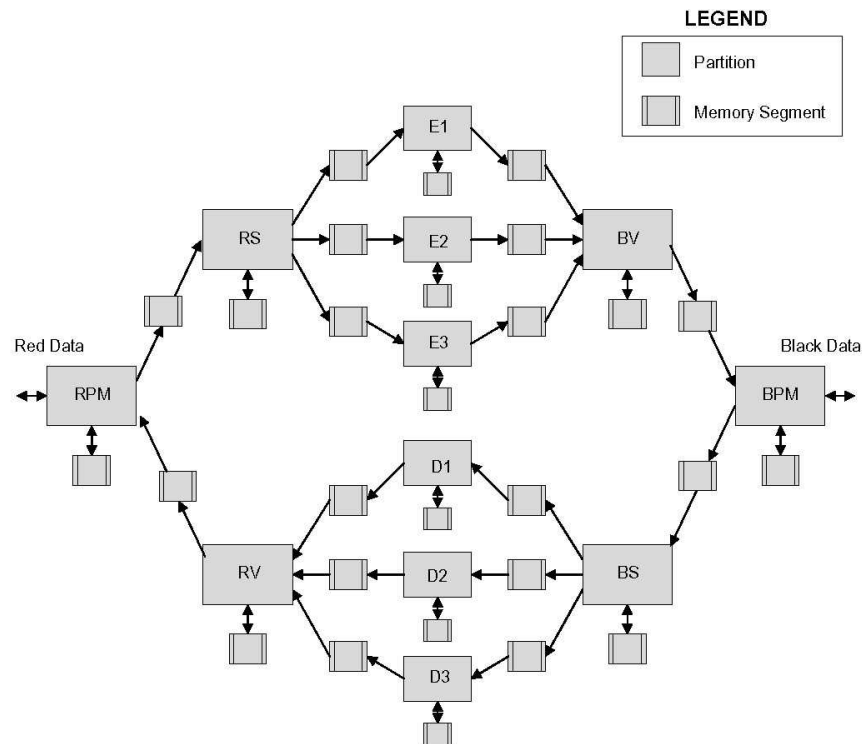 LEGEND
Partition
Memory Segment
E1
RS
E2
BV
E3
Red Data
Black Data
RPM
BPM
D1
RV
D2
BS
D3